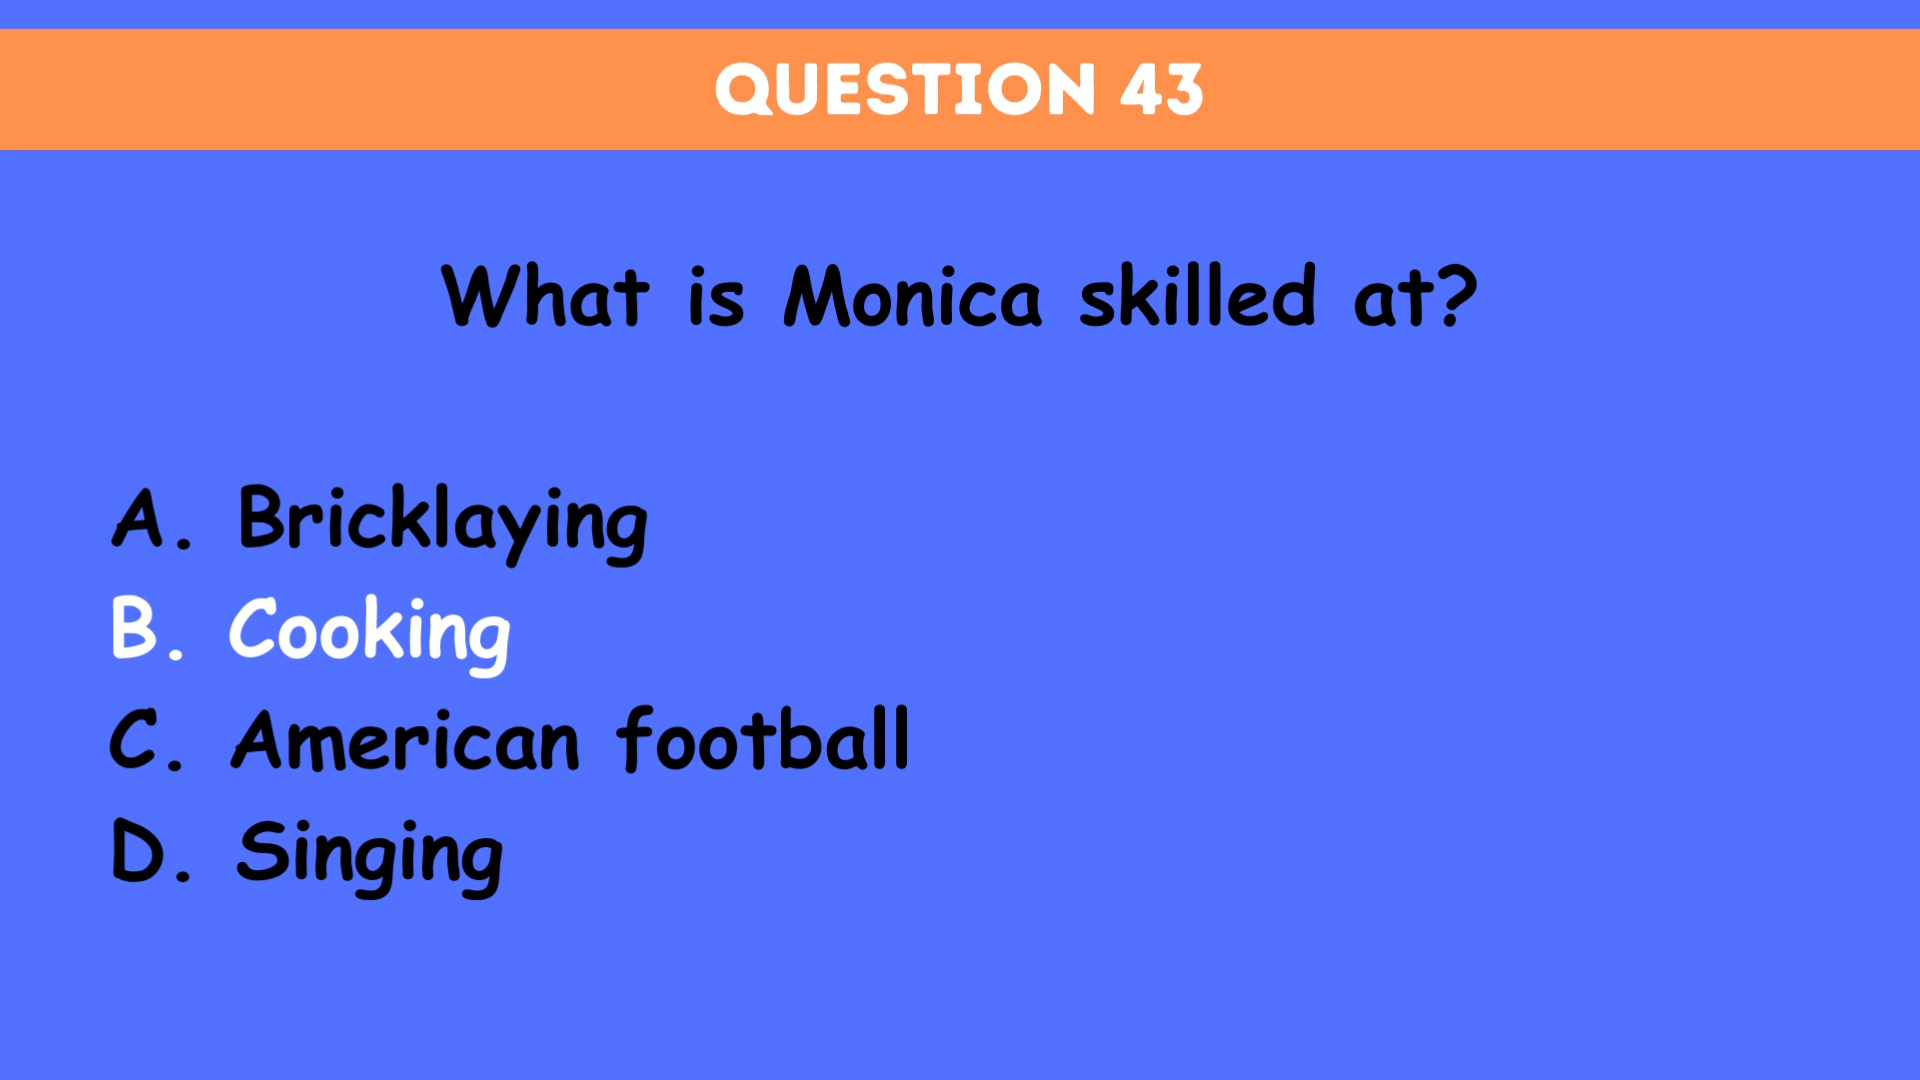 QUESTION 43
What is Monica skilled at?
A. Bricklaying
B. Cooking
C. American football
D. Singing